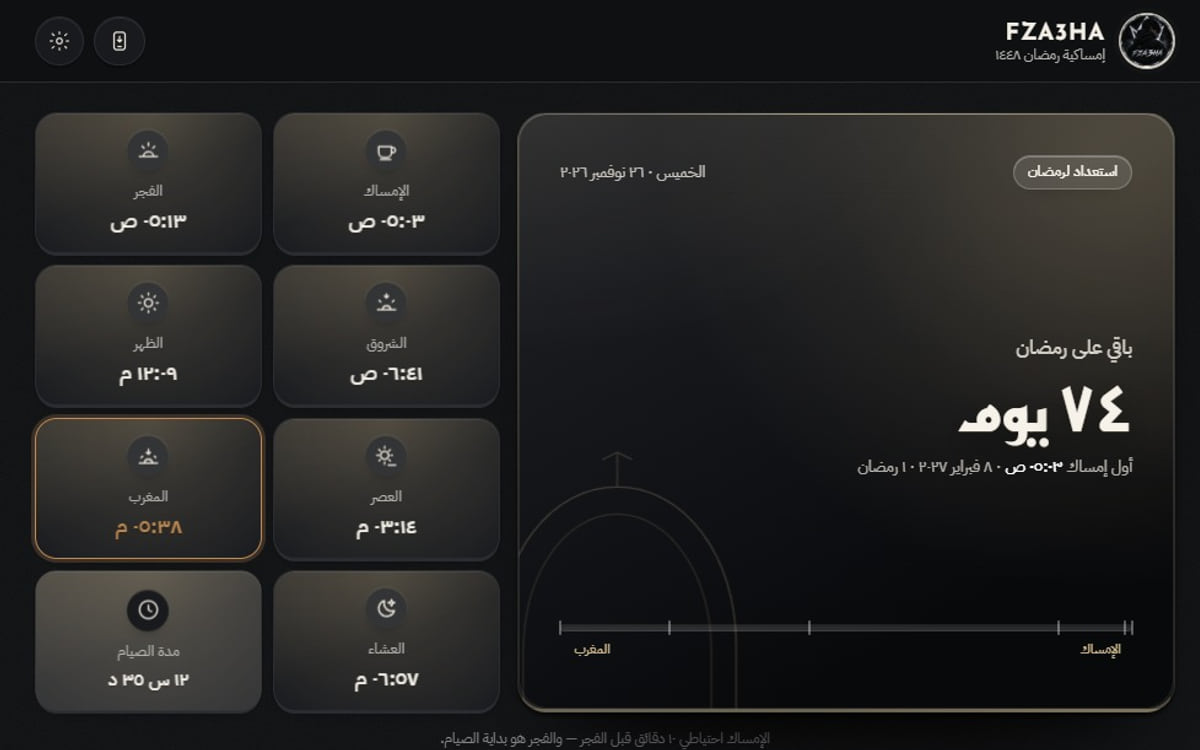 FZA3HA
إمساكية رمضان ١٤٤٨
FZA3HA
استعداد لرمضان
الخميس · ٢٦ نوفمبر ٢٠٢٦
باقي على رمضان
٧٤ يوم
أول إمساك ٠٥:٠٣ ص · ٨ فبراير ٢٠٢٧ · ١ رمضان
الإمساك
المغرب
الإمساك
٠٥:٠٣ ص
الفجر
٠٥:١٣ ص
الشروق
٠٦:٤١ ص
الظهر
١٢:٠٩ م
العصر
٠٣:١٤ م
المغرب
٠٥:٣٨ م
العشاء
٠٦:٥٧ م
مدة الصيام
١٢ س ٣٥ د
الإمساك احتياطي ١٠ دقائق قبل الفجر — والفجر هو بداية الصيام.